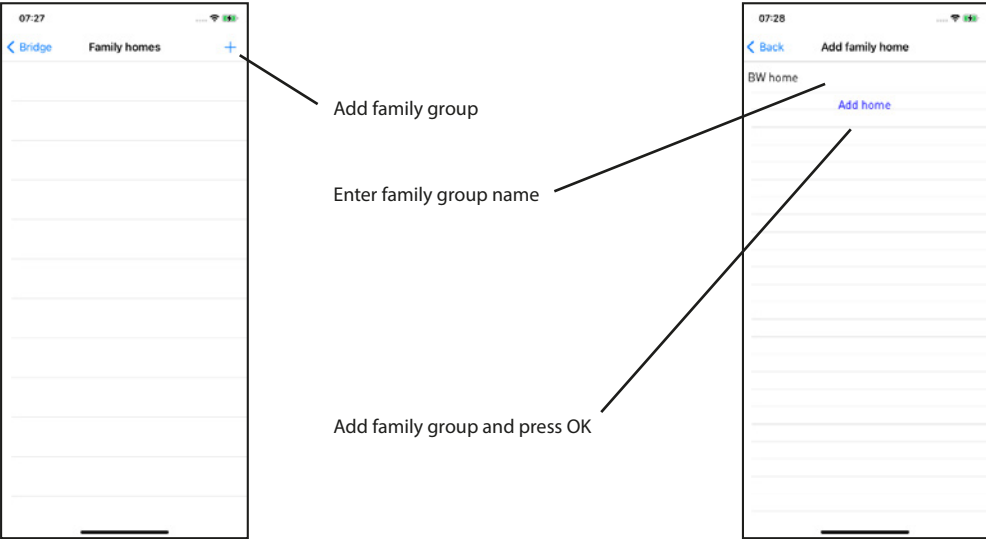 07:27
Bridge
Family homes
+
Add family group
Enter family group name
Add family group and press OK
07:28
Back
Add family home
BW home
Add home